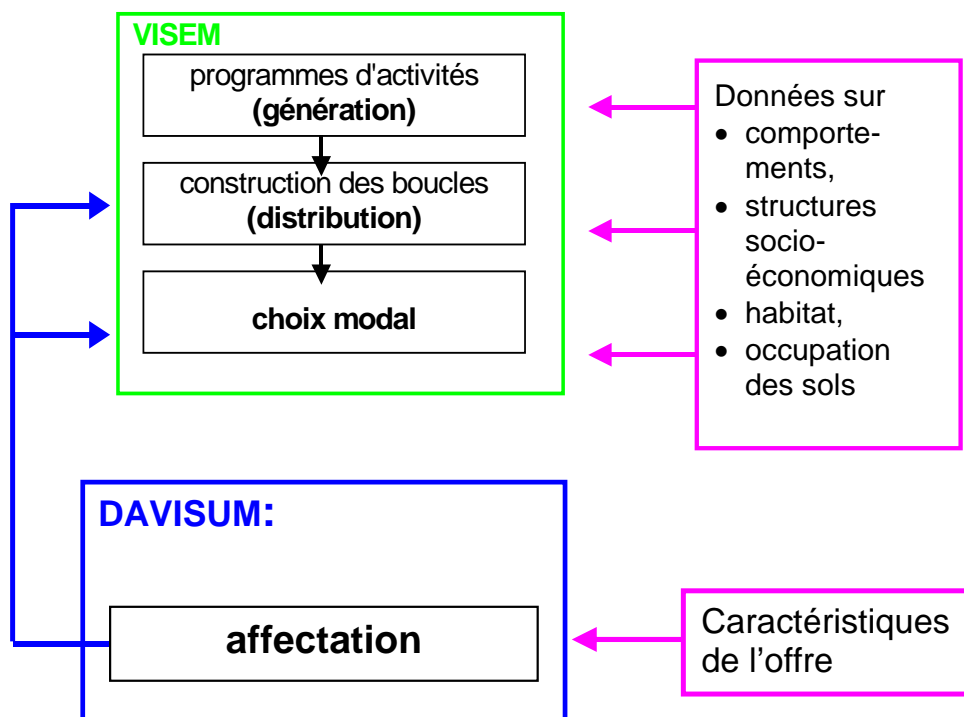 VISEM
programmes d'activités
(génération)
construction des boucles
(distribution)
choix modal
Données sur
• comporte-
ments,
• structures
socio-
économiques
• habitat,
• occupation
des sols
DAVISUM:
affectation
Caractéristiques
de l’offre